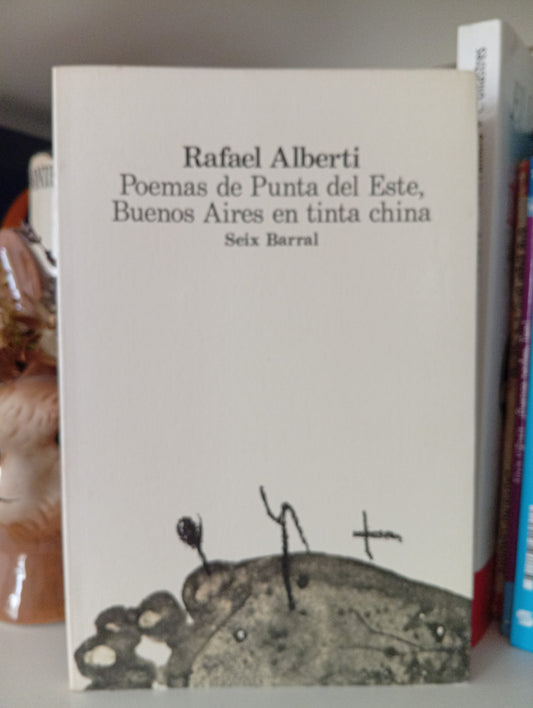 Rafael Alberti
Poemas de Punta del Este,
Buenos Aires en tinta china
Seix Barral